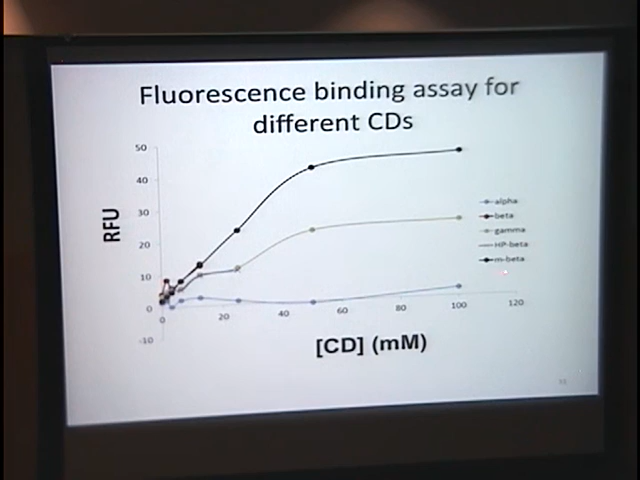 Fluorescence binding assay for
different CDs
50
40
30
20
10
0
-10
RFU
0 20 40 60 80 100 120
[CD] (mM)
alpha
beta
gamma
HP-beta
m-beta